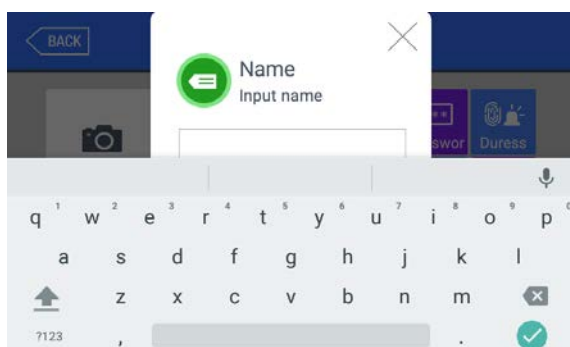 BACK
Name
Input name
**
swor
Duress
q 1 w 2 e 3 r 4 t 5 y 6 u 7 i 8 o 9 p 0
a s d f g h j k l
z x c v b n m
?123 , .